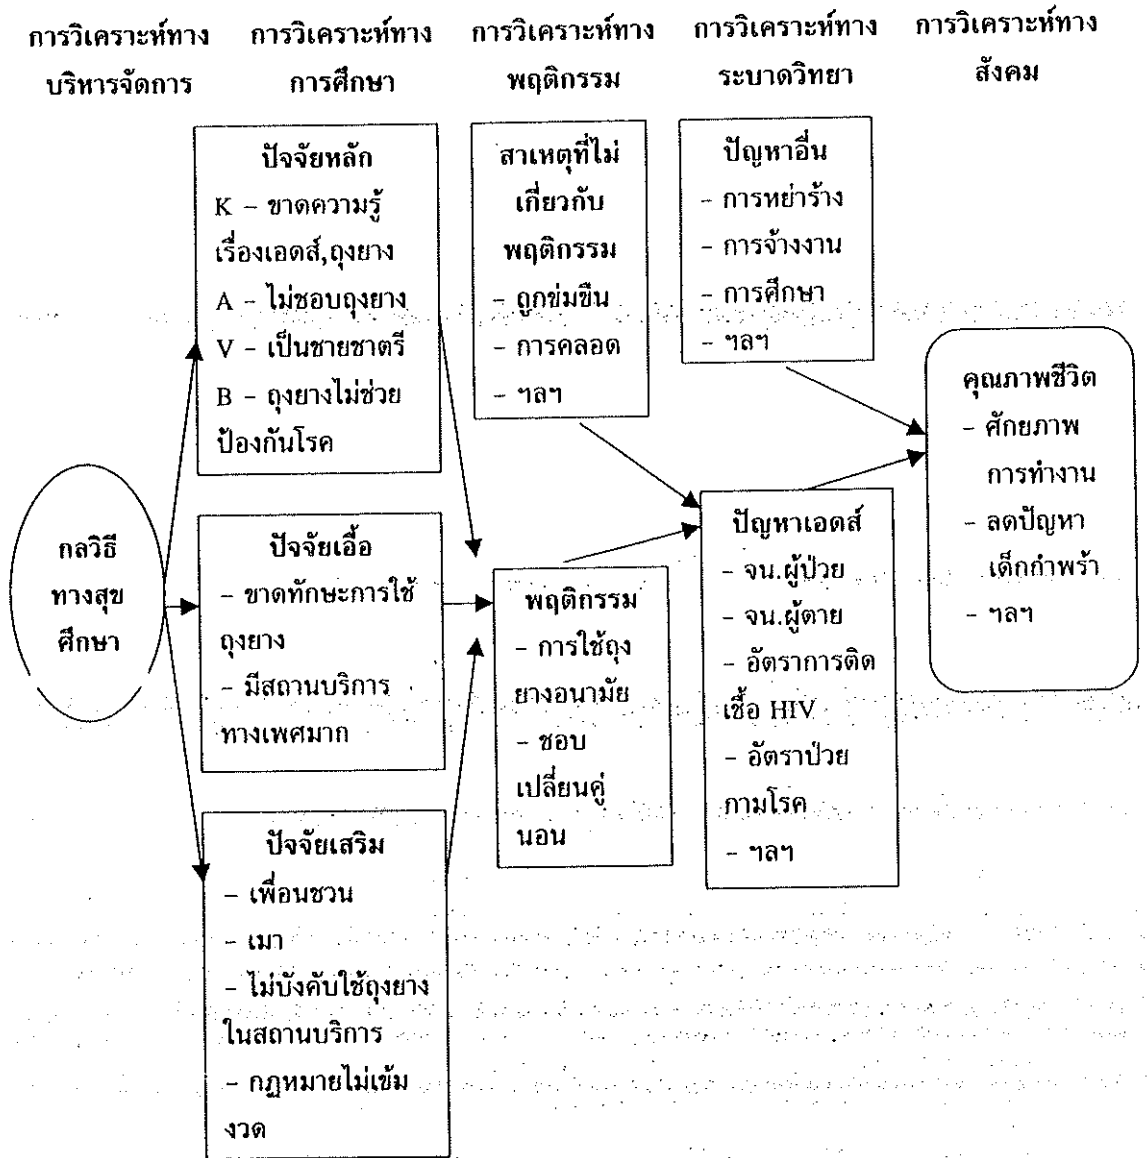 การวิเคราะห์ทาง
บริหารจัดการ
การวิเคราะห์ทาง
การศึกษา
การวิเคราะห์ทาง
พฤติกรรม
การวิเคราะห์ทาง
ระบาดวิทยา
การวิเคราะห์ทาง
สังคม
กลวิธี
ทางสุข
ศึกษา
ปัจจัยหลัก
K – ขาดความรู้
เรื่องเอดส์,ถุงยาง
A – ไม่ชอบถุงยาง
V – เป็นชายชาตรี
B – ถุงยางไม่ช่วย
ป้องกันโรค
ปัจจัยเอื้อ
– ขาดทักษะการใช้
ถุงยาง
– มีสถานบริการ
ทางเพศมาก
ปัจจัยเสริม
– เพื่อนชวน
– เมา
– ไม่บังคับใช้ถุงยาง
ในสถานบริการ
– กฎหมายไม่เข้ม
งวด
สาเหตุที่ไม่
เกี่ยวกับ
พฤติกรรม
– ถูกข่มขืน
– การคลอด
– ฯลฯ
พฤติกรรม
– การใช้ถุง
ยางอนามัย
– ชอบ
เปลี่ยนคู่
นอน
ปัญหาอื่น
– การหย่าร้าง
– การจ้างงาน
– การศึกษา
– ฯลฯ
ปัญหาเอดส์
– จน.ผู้ป่วย
– จน.ผู้ตาย
– อัตราการติด
เชื้อ HIV
– อัตราป่วย
กามโรค
– ฯลฯ
คุณภาพชีวิต
– ศักยภาพ
การทำงาน
– ลดปัญหา
เด็กกำพร้า
– ฯลฯ